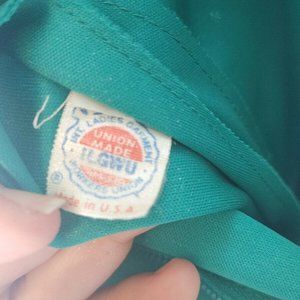 INT. LADIES GARMENT
UNION
MADE
ILGWU
WORKERS UNION
®
Made in U.S.A